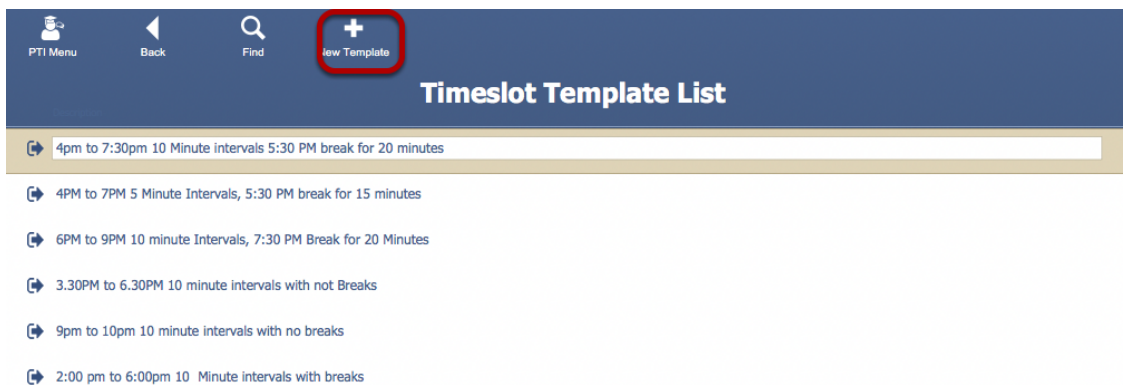 PTI Menu Back Find New Template
Timeslot Template List
4pm to 7:30pm 10 Minute intervals 5:30 PM break for 20 minutes
4PM to 7PM 5 Minute Intervals, 5:30 PM break for 15 minutes
6PM to 9PM 10 minute Intervals, 7:30 PM Break for 20 Minutes
3.30PM to 6.30PM 10 minute intervals with not Breaks
9pm to 10pm 10 minute intervals with no breaks
2:00 pm to 6:00pm 10 Minute intervals with breaks